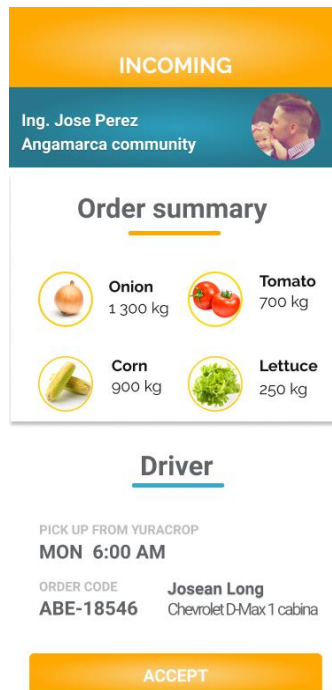 INCOMING
Ing. Jose Perez
Angamarca community
Order summary
Onion
1 300 kg
Tomato
700 kg
Corn
900 kg
Lettuce
250 kg
Driver
PICK UP FROM YURACROP
MON 6:00 AM
ORDER CODE
ABE-18546
Josean Long
Chevrolet D-Max 1 cabina
ACCEPT